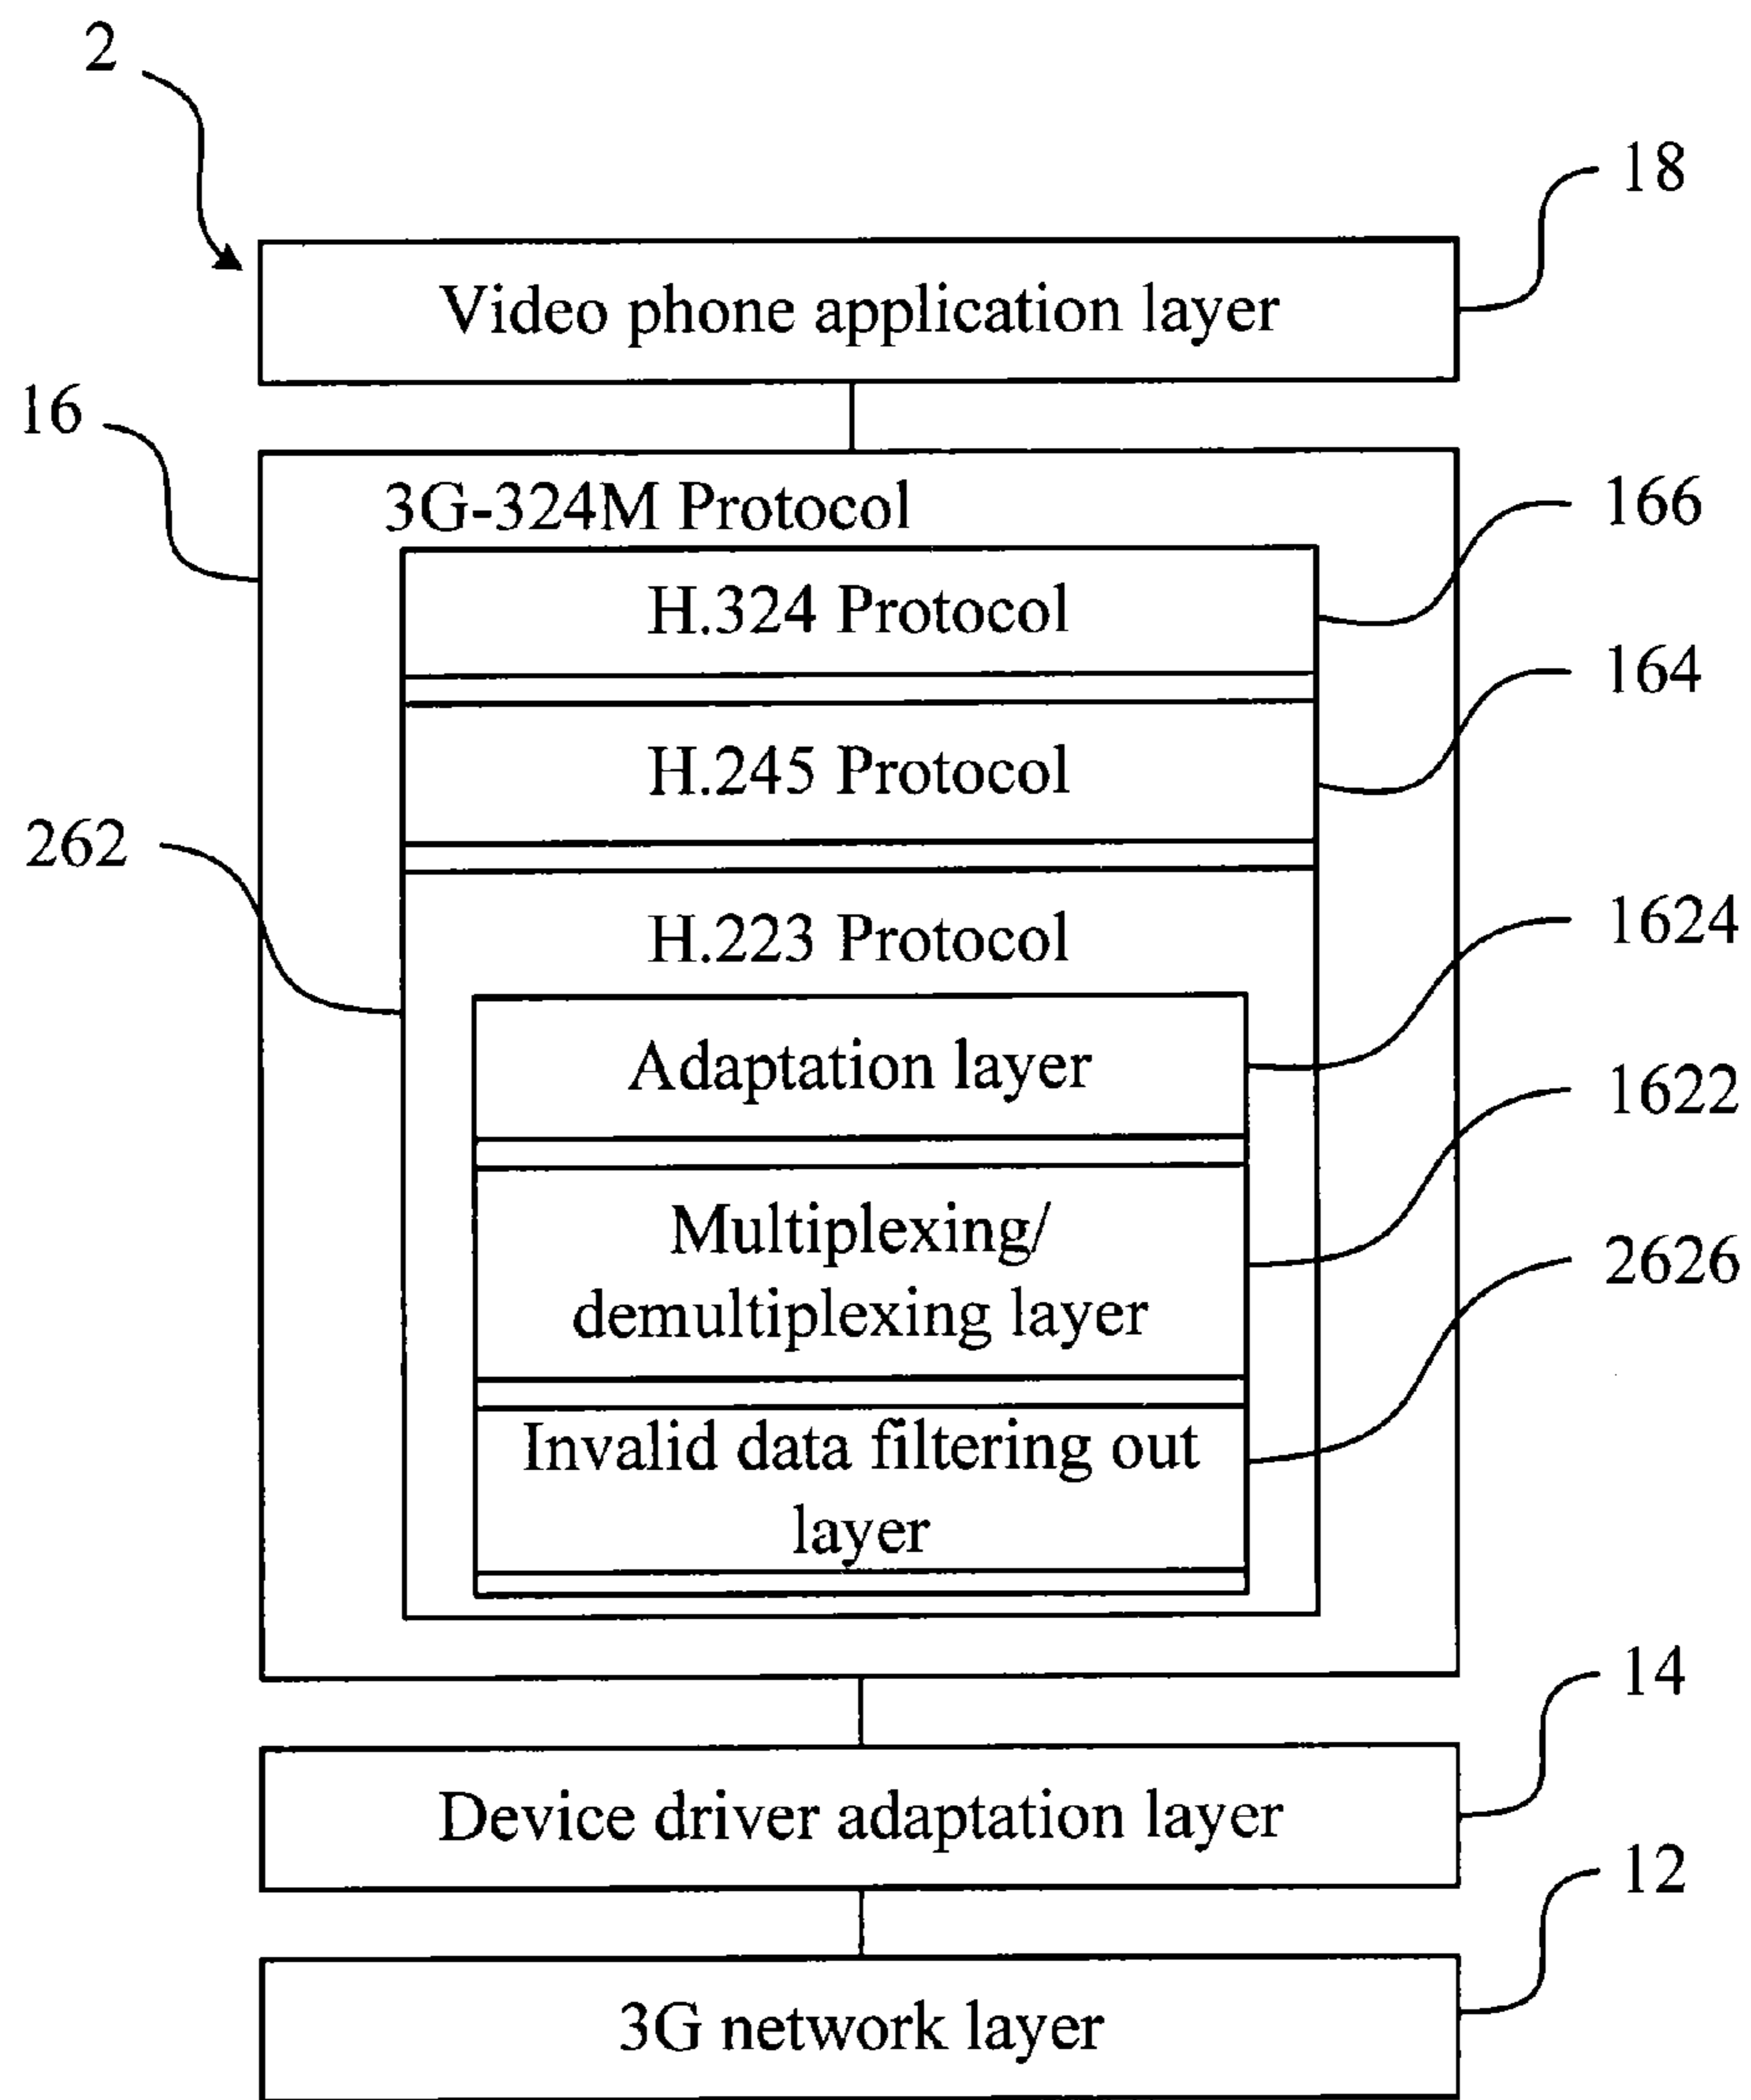 2
18
Video phone application layer
16
3G-324M Protocol
166
H.324 Protocol
164
H.245 Protocol
262
H.223 Protocol
1624
Adaptation layer
1622
Multiplexing/
demultiplexing layer
2626
Invalid data filtering out
layer
14
Device driver adaptation layer
12
3G network layer